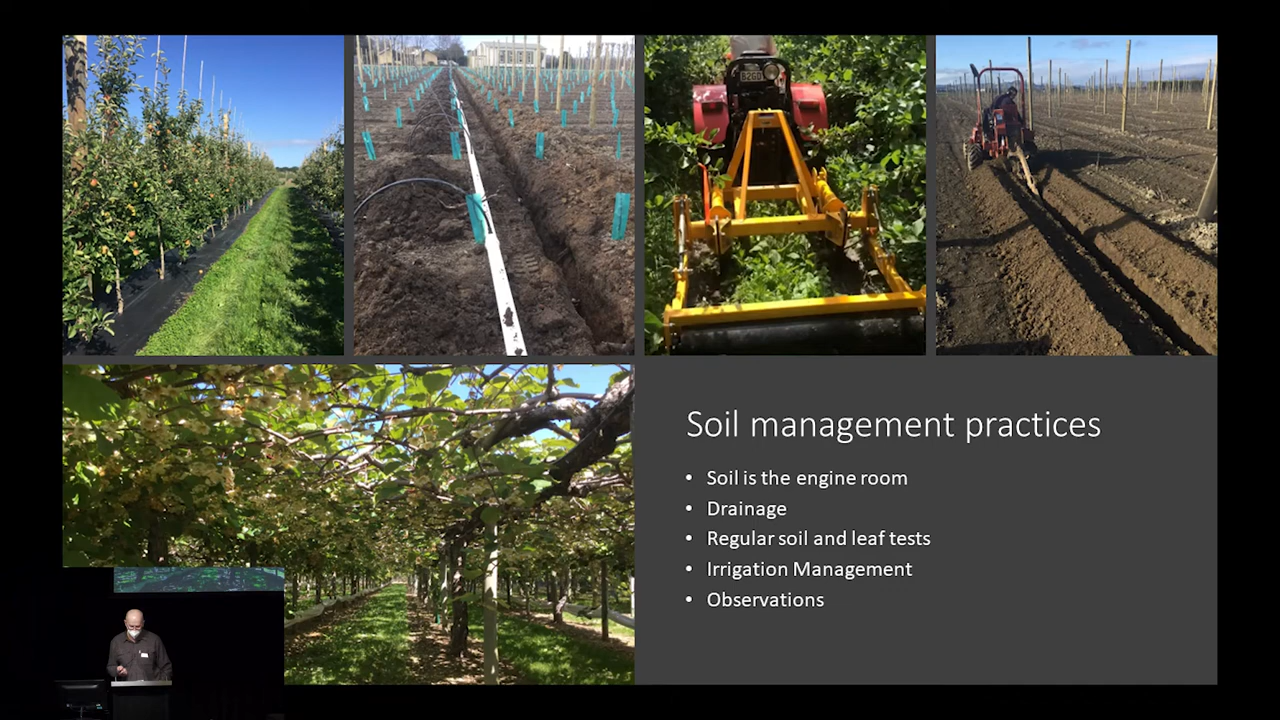 Soil management practices
• Soil is the engine room
• Drainage
• Regular soil and leaf tests
• Irrigation Management
• Observations